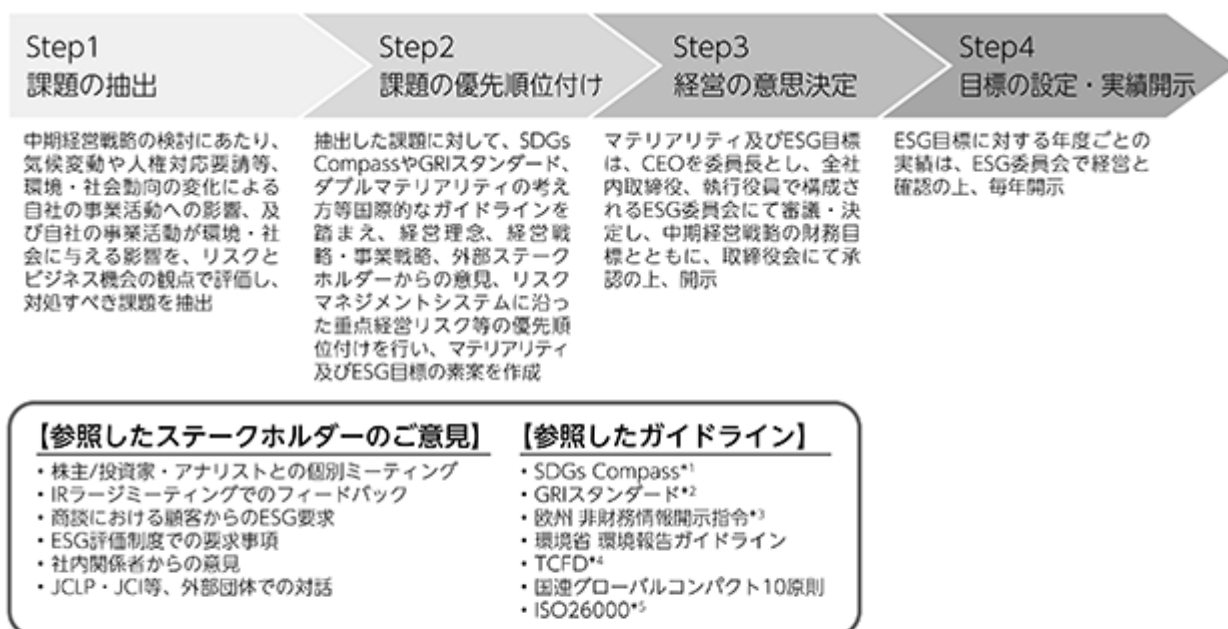 Step1
課題の抽出
中期経営戦略の検討にあたり、
気候変動や人権対応要請等、
環境・社会動向の変化による
自社の事業活動への影響、及
び自社の事業活動が環境・社
会に与える影響を、リスクと
ビジネス機会の観点で評価し、
対処すべき課題を抽出
Step2
課題の優先順位付け
抽出した課題に対して、SDGs
CompassやGRIスタンダード、
ダブルマテリアリティの考え
方等国際的なガイドラインを
踏まえ、経営理念、経営戦
略・事業戦略、外部ステーク
ホルダーからの意見、リスク
マネジメントシステムに沿っ
た重点経営リスク等の優先順
位付けを行い、マテリアリティ
及びESG目標の素案を作成
Step3
経営の意思決定
マテリアリティ及びESG目標
は、CEOを委員長とし、全社
内取締役、執行役員で構成さ
れるESG委員会にて審議・決
定し、中期経営戦略の財務目
標とともに、取締役会にて承
認の上、開示
Step4
目標の設定・実績開示
ESG目標に対する年度ごとの
実績は、ESG委員会で経営と
確認の上、毎年開示
【参照したステークホルダーのご意見】
・株主/投資家・アナリストとの個別ミーティング
・IRラージミーティングでのフィードバック
・商談における顧客からのESG要求
・ESG評価制度での要求事項
・社内関係者からの意見
・JCLP・JCI等、外部団体での対話
【参照したガイドライン】
・SDGs Compass*1
・GRIスタンダード*2
・欧州 非財務情報開示指令*3
・環境省 環境報告ガイドライン
・TCFD*4
・国連グローバルコンパクト10原則
・ISO26000*5